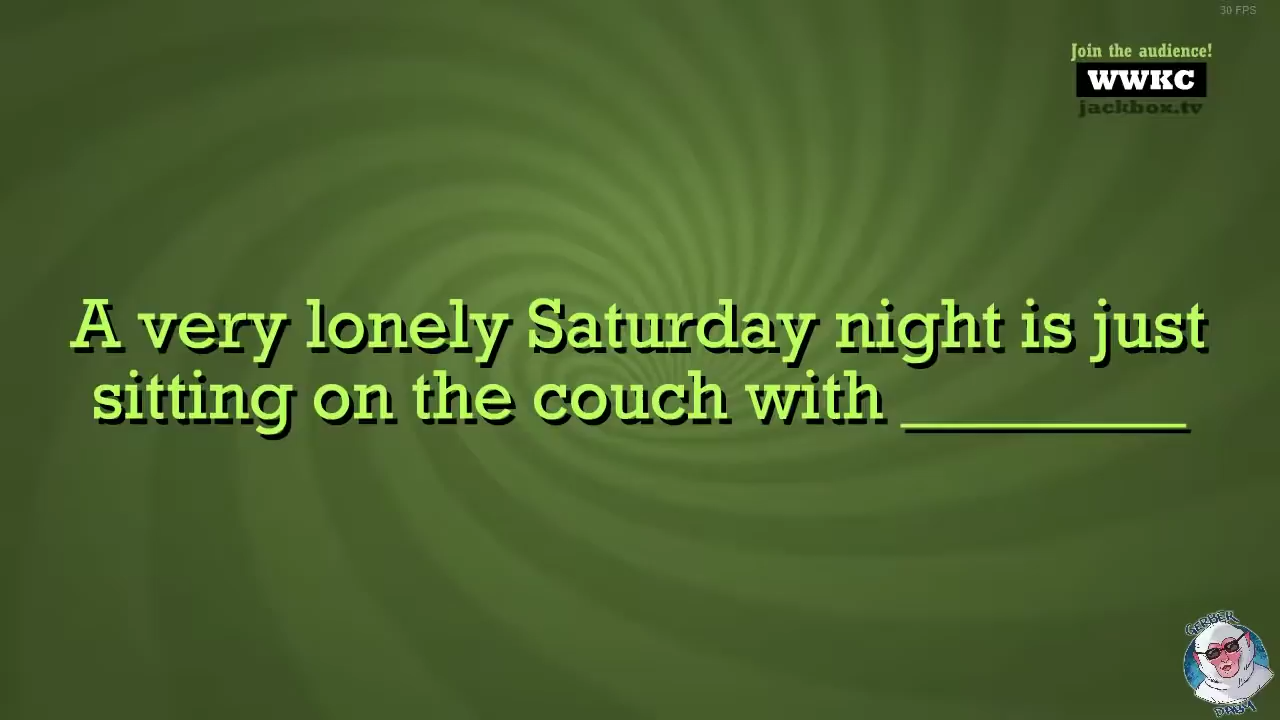 30 FPS
Join the audience!
WWKC
jackbox.tv
A very lonely Saturday night is just
sitting on the couch with ________
GERBER